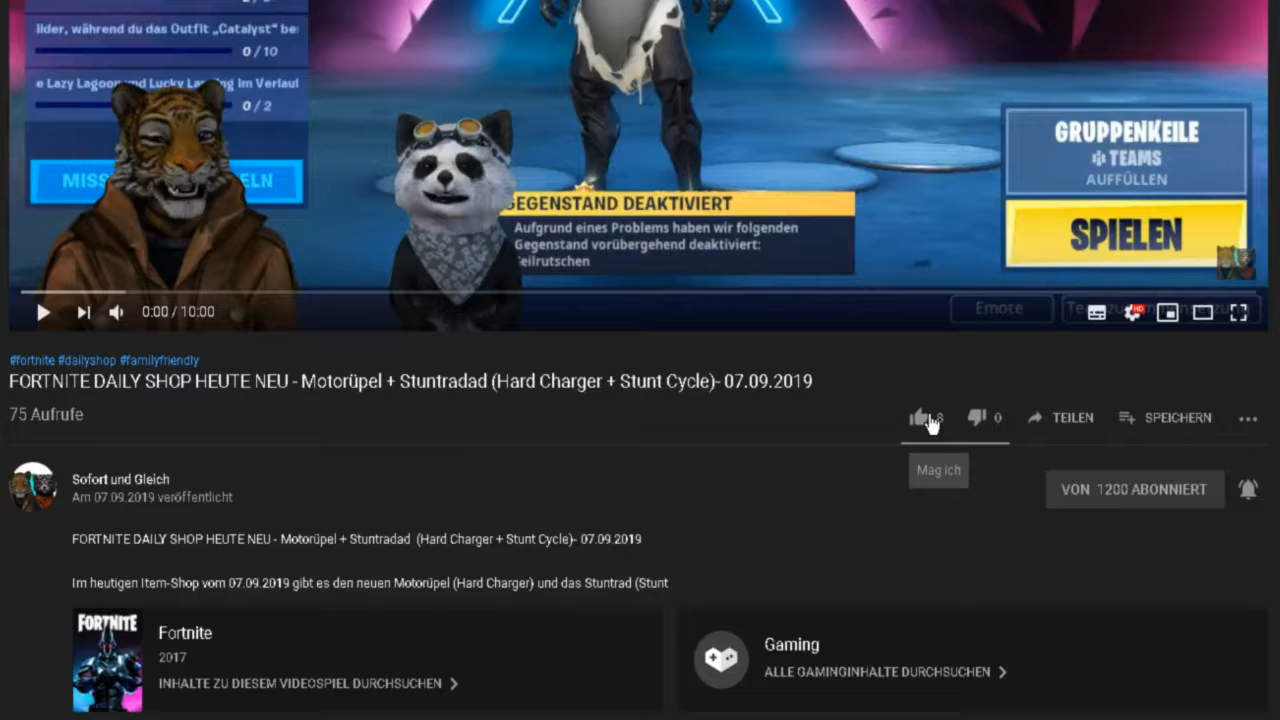 ilder, während du das Outfit „Catalyst“ be
0/10
e Lazy Lagoon und Lucky Landing im Verlauf
0/2
GRUPPENKEILE
TEAMS
AUFFÜLLEN
SPIELEN
GEGENSTAND DEAKTIVIERT
Aufgrund eines Problems haben wir folgenden
Gegenstand vorübergehend deaktiviert:
eilrutschen
0:00 / 10:00
HD
Emote
#fortnite #dailyshop #familyfriendly
FORTNITE DAILY SHOP HEUTE NEU - Motorüpel + Stuntradad (Hard Charger + Stunt Cycle)- 07.09.2019
75 Aufrufe
8
0
TEILEN
SPEICHERN
Mag ich
Sofort und Gleich
Am 07.09.2019 veröffentlicht
VON 1200 ABONNIERT
FORTNITE DAILY SHOP HEUTE NEU - Motorüpel + Stuntradad (Hard Charger + Stunt Cycle)- 07.09.2019
Im heutigen Item-Shop vom 07.09.2019 gibt es den neuen Motorüpel (Hard Charger) und das Stuntrad (Stunt
FORTNITE
Fortnite
2017
INHALTE ZU DIESEM VIDEOSPIEL DURCHSUCHEN
Gaming
ALLE GAMINGINHALTE DURCHSUCHEN